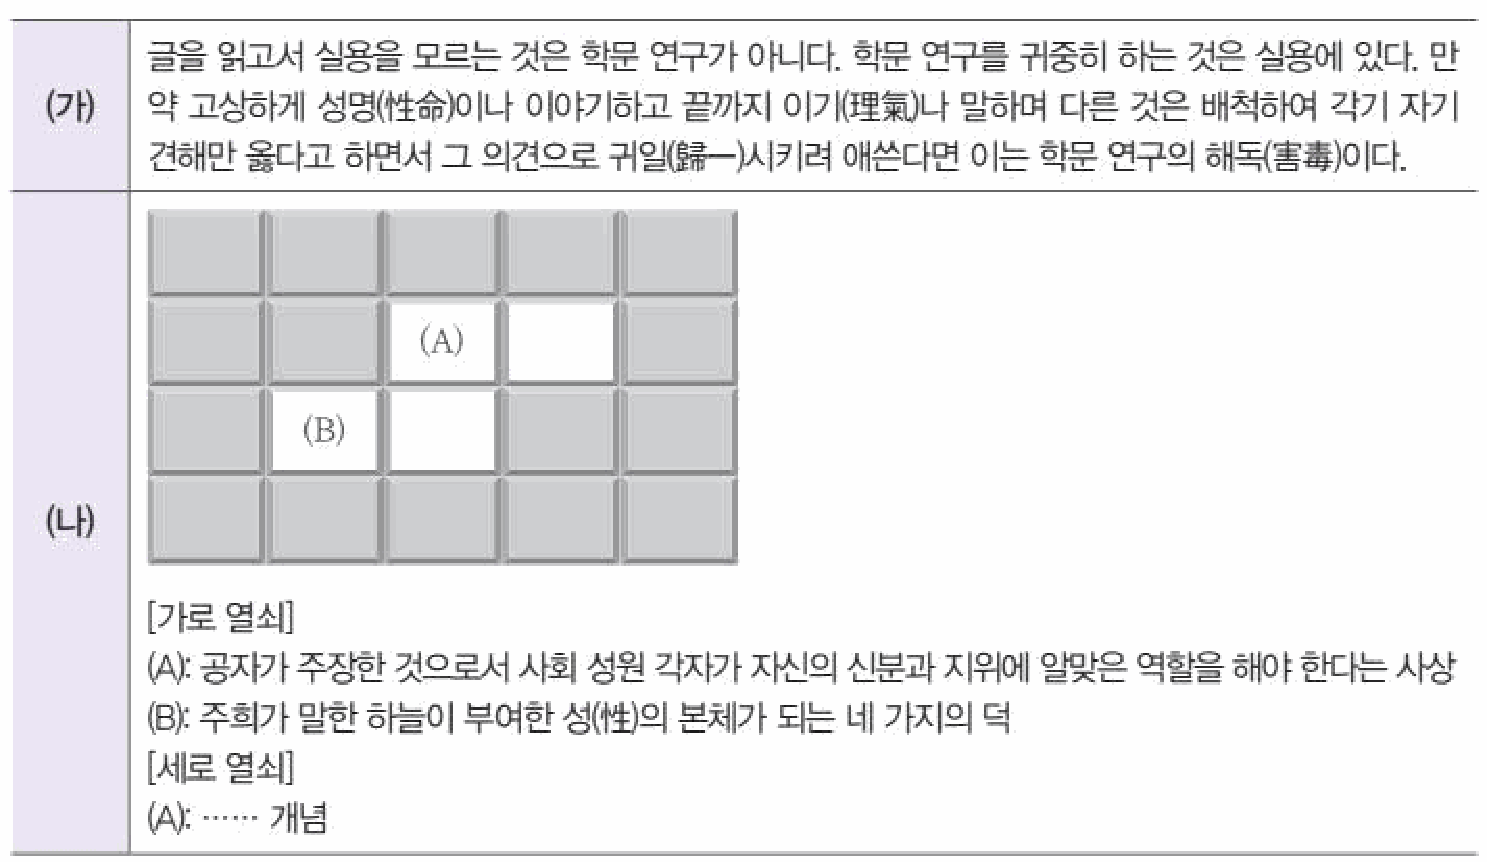 (가)
글을 읽고서 실용을 모르는 것은 학문 연구가 아니다. 학문 연구를 귀중히 하는 것은 실용에 있다. 만
약 고상하게 성명(性命)이나 이야기하고 끝까지 이기(理氣)나 말하며 다른 것은 배척하여 각기 자기
견해만 옳다고 하면서 그 의견으로 귀일(歸一)시키려 애쓴다면 이는 학문 연구의 해독(害毒)이다.
(나)
(A)
(B)
[가로 열쇠]
(A): 공자가 주장한 것으로서 사회 성원 각자가 자신의 신분과 지위에 알맞은 역할을 해야 한다는 사상
(B): 주희가 말한 하늘이 부여한 성(性)의 본체가 되는 네 가지의 덕
[세로 열쇠]
(A): …… 개념